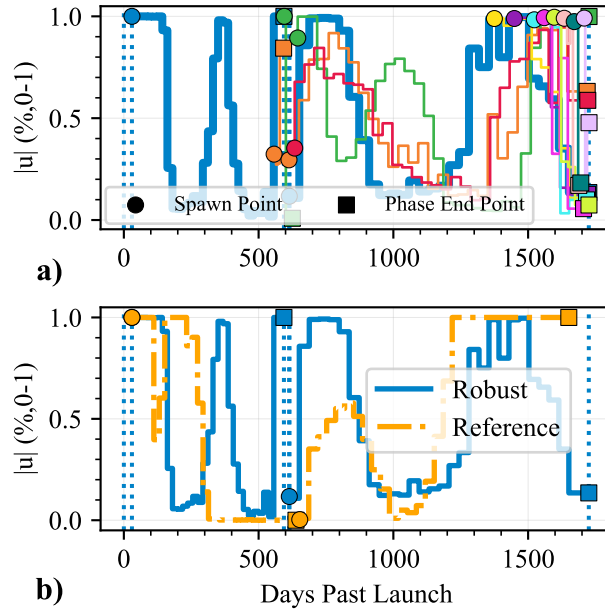 |u| (%,0-1)
1.0
0.5
0.0
Spawn Point
Phase End Point
0
500
1000
1500
a)
|u| (%,0-1)
1.0
0.5
0.0
Robust
Reference
0
500
1000
1500
b)
Days Past Launch